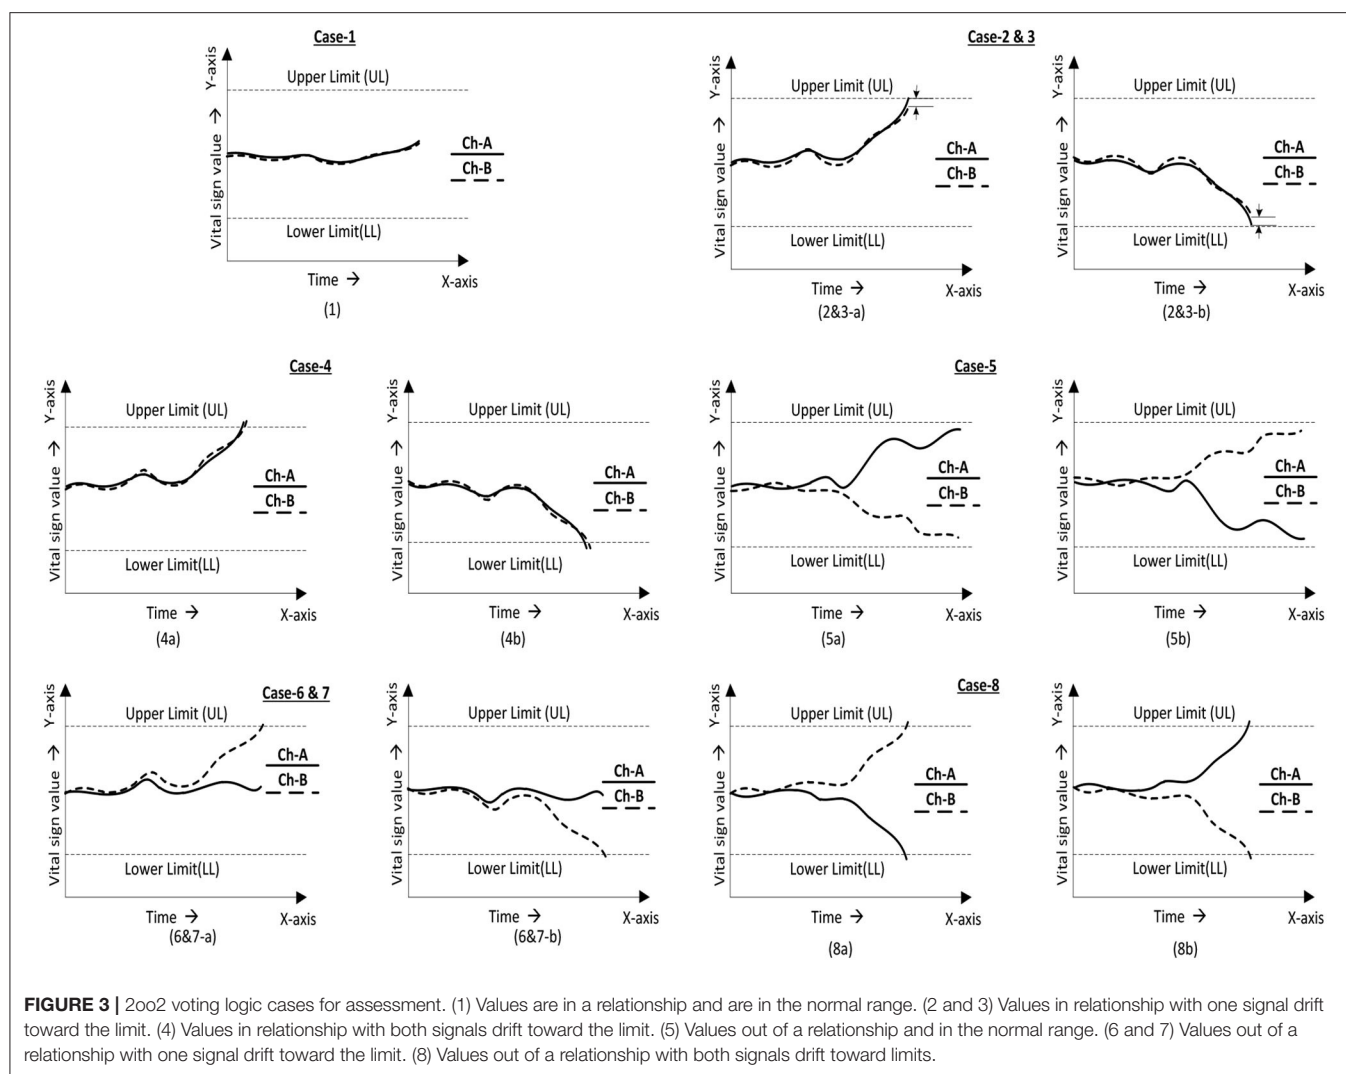 Case-1
Y-axis
Vital sign value →
Upper Limit (UL)
Ch-A
Ch-B
Lower Limit(LL)
Time →
X-axis
(1)
Case-2 & 3
Y-axis
Vital sign value →
Upper Limit (UL)
Ch-A
Ch-B
Lower Limit(LL)
Time →
X-axis
(2&3-a)
Y-axis
Vital sign value →
Upper Limit (UL)
Ch-A
Ch-B
Lower Limit(LL)
Time →
X-axis
(2&3-b)
Case-4
Y-axis
Vital sign value →
Upper Limit (UL)
Ch-A
Ch-B
Lower Limit(LL)
Time →
X-axis
(4a)
Y-axis
Vital sign value →
Upper Limit (UL)
Ch-A
Ch-B
Lower Limit(LL)
Time →
X-axis
(4b)
Case-5
Y-axis
Vital sign value →
Upper Limit (UL)
Ch-A
Ch-B
Lower Limit(LL)
Time →
X-axis
(5a)
Y-axis
Vital sign value →
Upper Limit (UL)
Ch-A
Ch-B
Lower Limit(LL)
Time →
X-axis
(5b)
Case-6 & 7
Y-axis
Vital sign value →
Upper Limit (UL)
Ch-A
Ch-B
Lower Limit(LL)
Time →
X-axis
(6&7-a)
Y-axis
Vital sign value →
Upper Limit (UL)
Ch-A
Ch-B
Lower Limit(LL)
Time →
X-axis
(6&7-b)
Case-8
Y-axis
Vital sign value →
Upper Limit (UL)
Ch-A
Ch-B
Lower Limit(LL)
Time →
X-axis
(8a)
Y-axis
Vital sign value →
Upper Limit (UL)
Ch-A
Ch-B
Lower Limit(LL)
Time →
X-axis
(8b)
FIGURE 3 | 2oo2 voting logic cases for assessment. (1) Values are in a relationship and are in the normal range. (2 and 3) Values in relationship with one signal drift
toward the limit. (4) Values in relationship with both signals drift toward the limit. (5) Values out of a relationship and in the normal range. (6 and 7) Values out of a
relationship with one signal drift toward the limit. (8) Values out of a relationship with both signals drift toward limits.